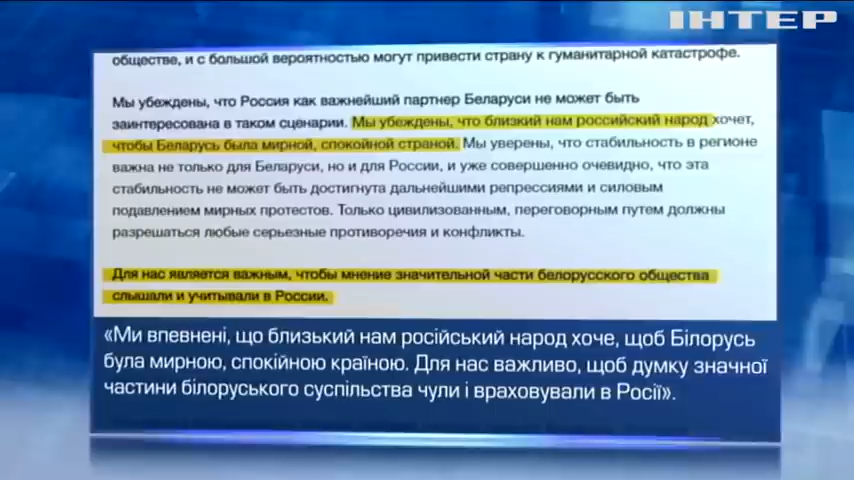 ІНТЕР
обществе, и с большой вероятностью могут привести страну к гуманитарной катастрофе.
Мы убеждены, что Россия как важнейший партнер Беларуси не может быть
заинтересована в таком сценарии. Мы убеждены, что близкий нам российский народ хочет,
чтобы Беларусь была мирной, спокойной страной. Мы уверены, что стабильность в регионе
важна не только для Беларуси, но и для России, и уже совершенно очевидно, что эта
стабильность не может быть достигнута дальнейшими репрессиями и силовым
подавлением мирных протестов. Только цивилизованным, переговорным путем должны
разрешаться любые серьезные противоречия и конфликты.
Для нас является важным, чтобы мнение значительной части белорусского общества
слышали и учитывали в России.
«Ми впевнені, що близький нам російський народ хоче, щоб Білорусь
була мирною, спокійною країною. Для нас важливо, щоб думку значної
частини білоруського суспільства чули і враховували в Росії».